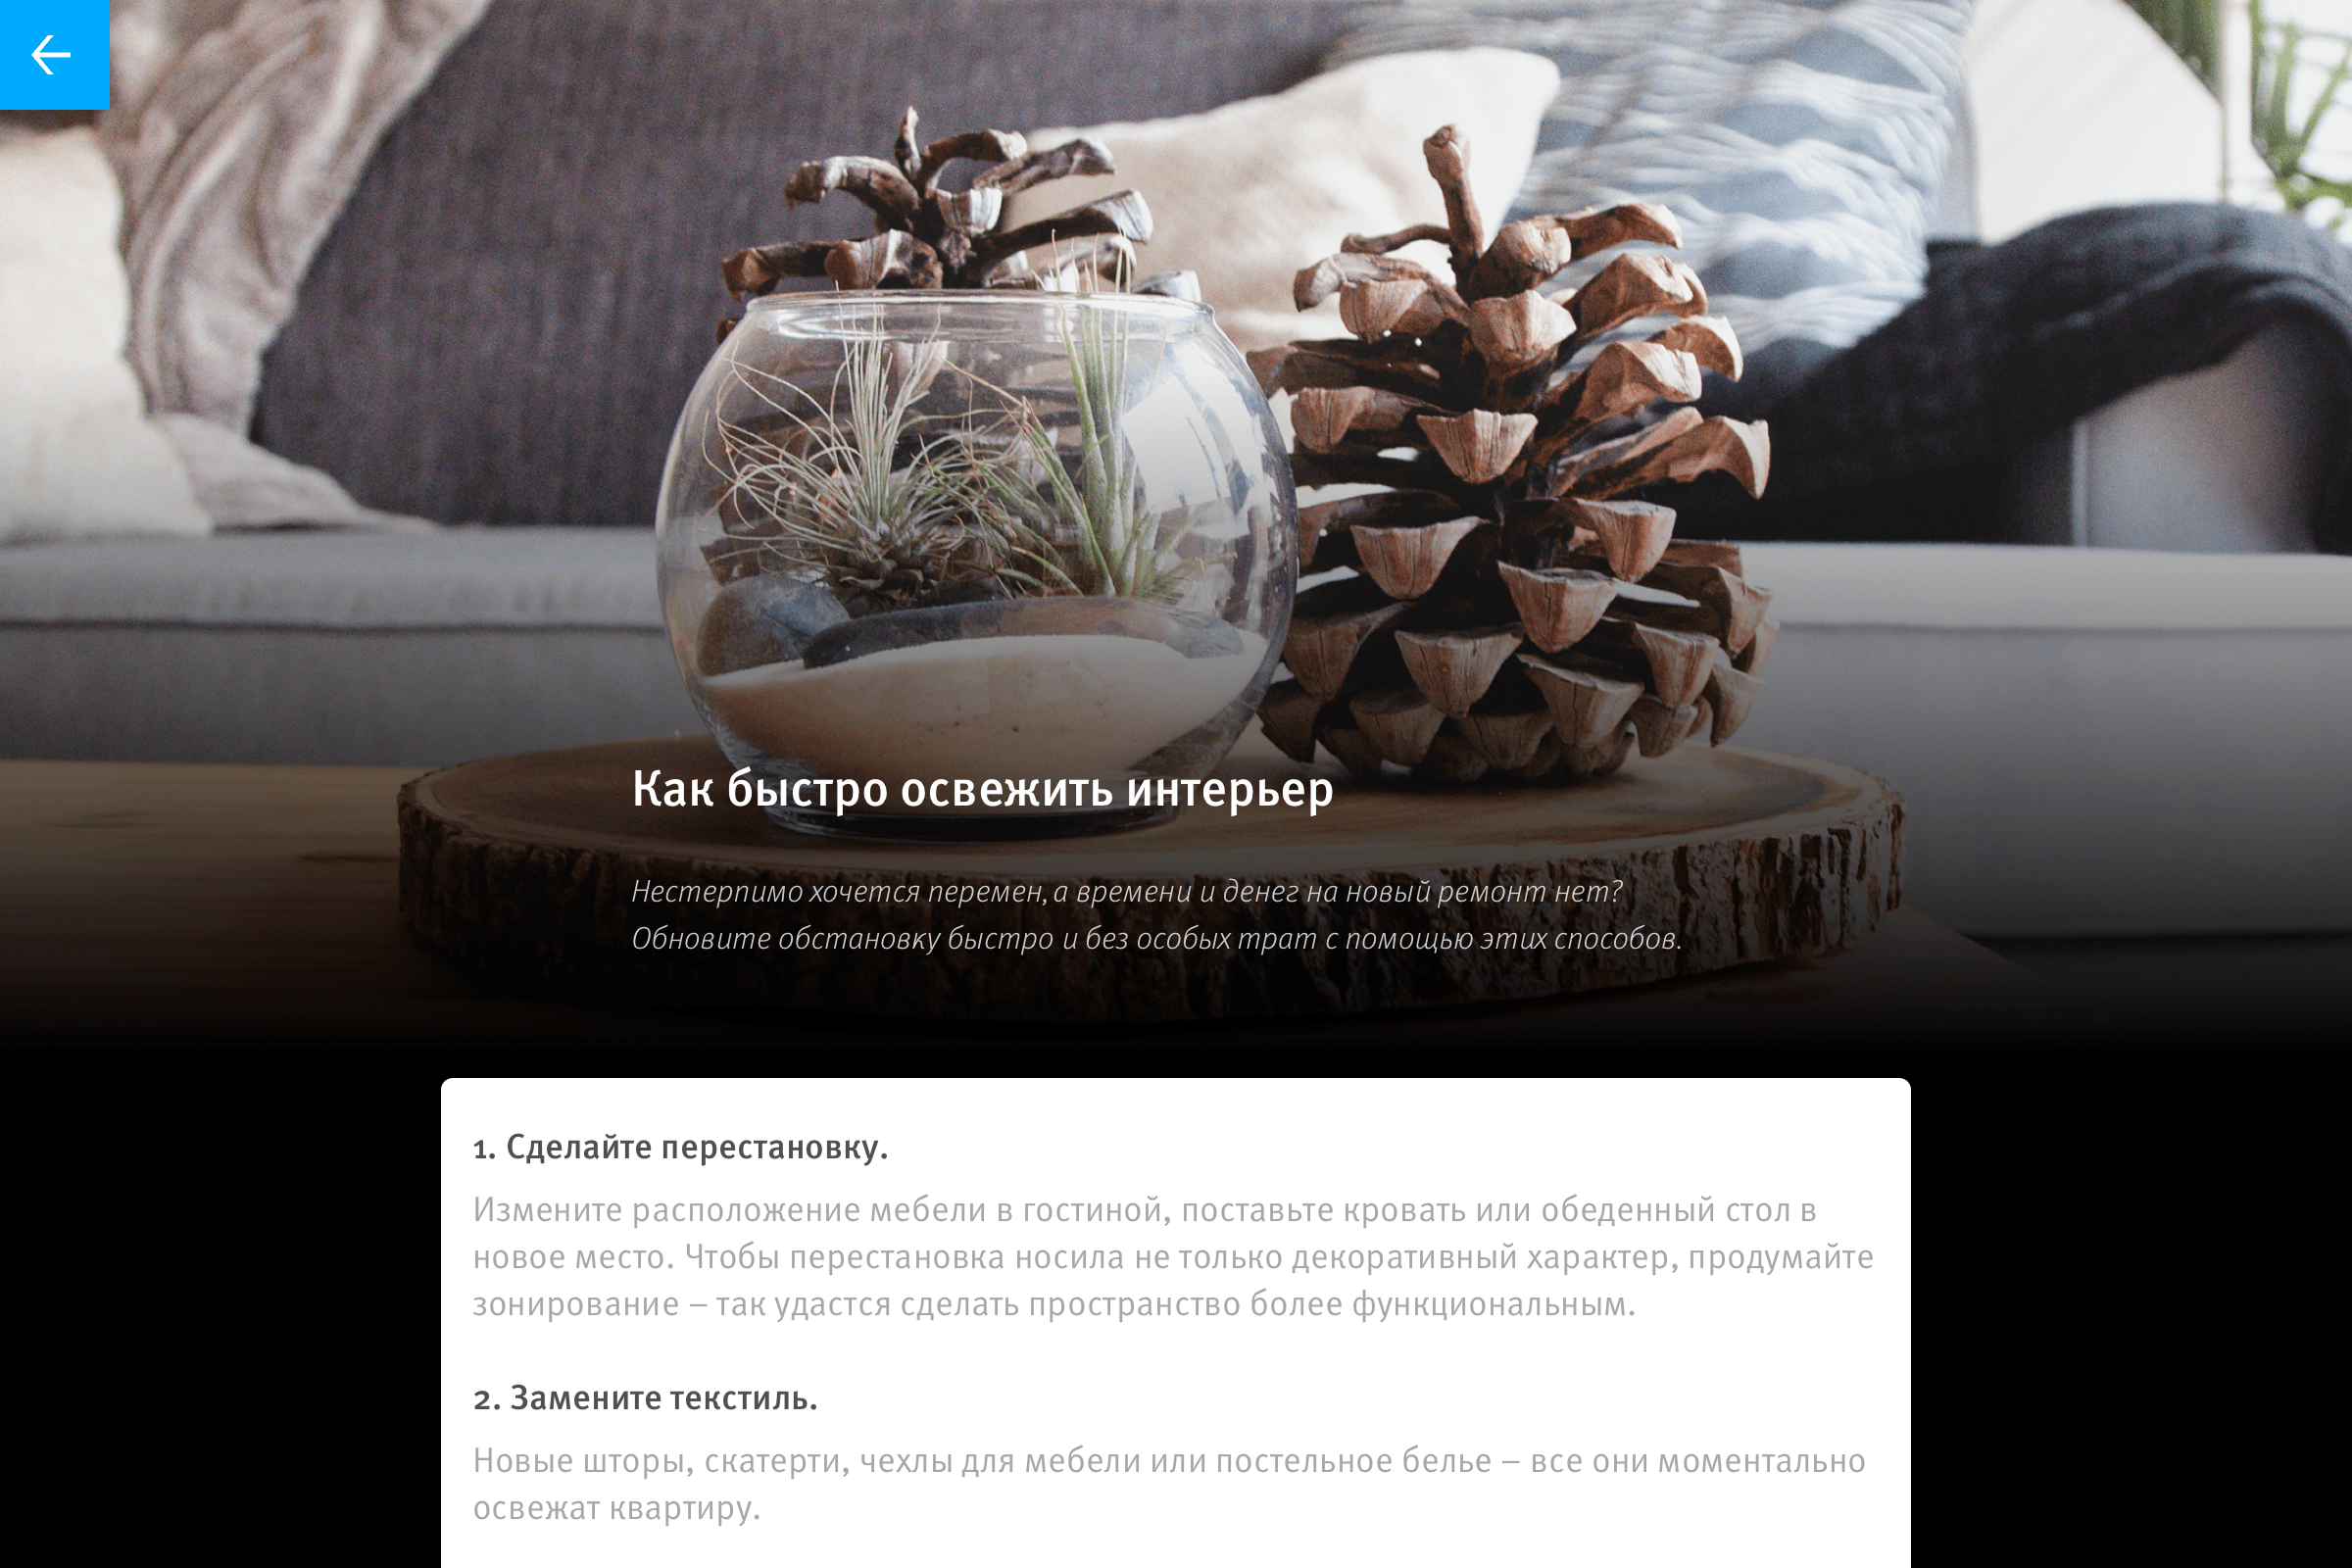 Как быстро освежить интерьер
Нестерпимо хочется перемен, а времени и денег на новый ремонт нет?
Обновите обстановку быстро и без особых трат с помощью этих способов.
1. Сделайте перестановку.
Измените расположение мебели в гостиной, поставьте кровать или обеденный стол в
новое место. Чтобы перестановка носила не только декоративный характер, продумайте
зонирование – так удастся сделать пространство более функциональным.
2. Замените текстиль.
Новые шторы, скатерти, чехлы для мебели или постельное белье – все они моментально
освежат квартиру.